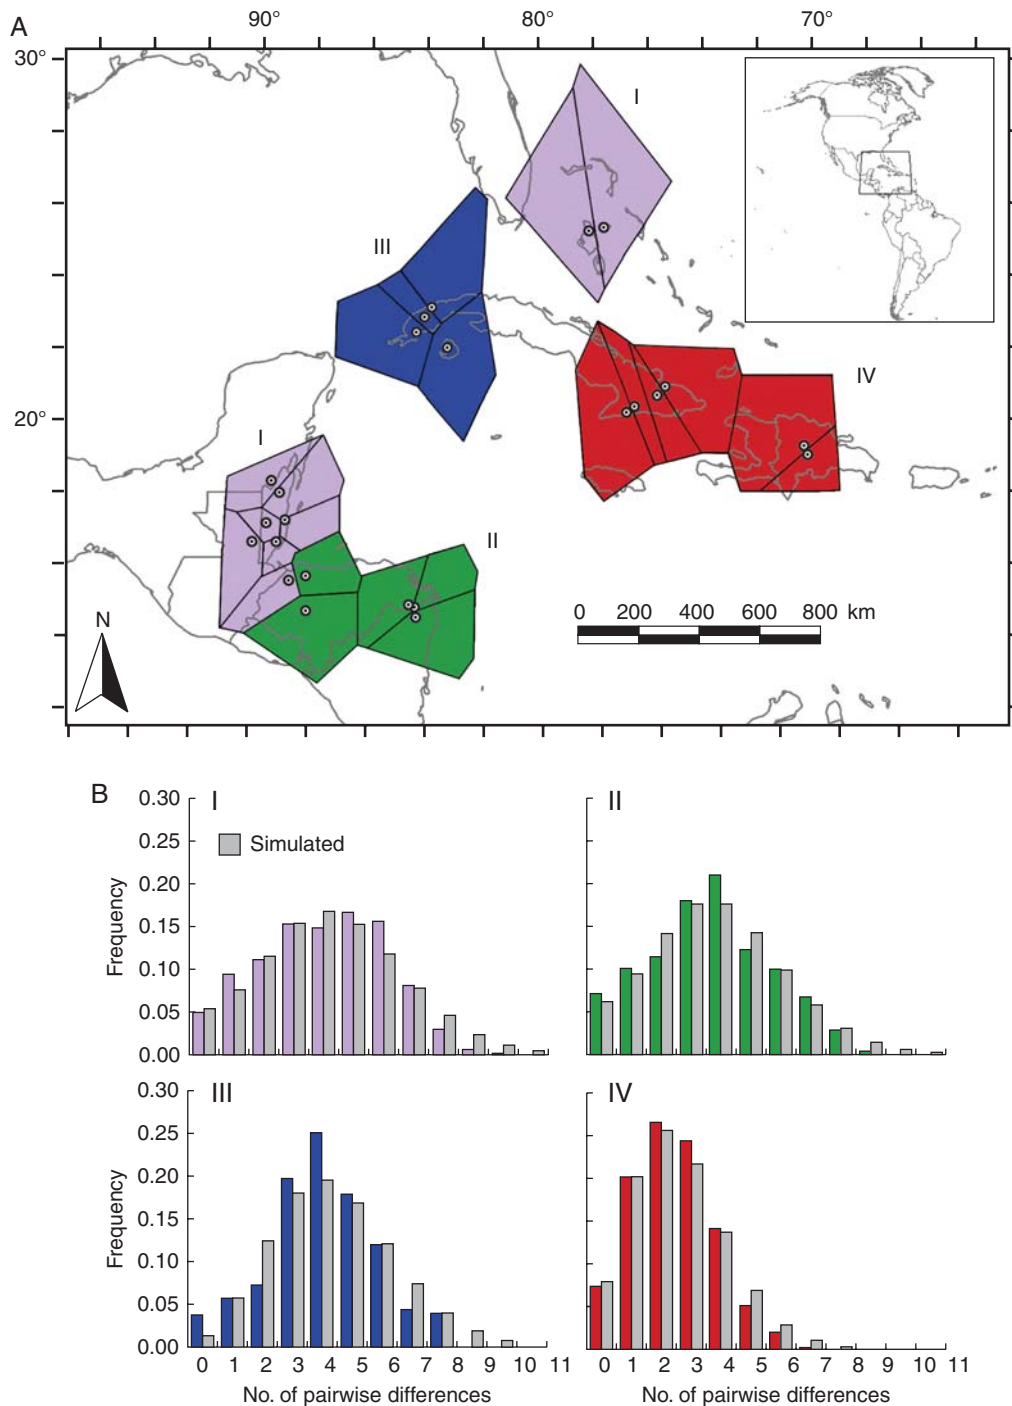 A
90° 80° 70°
30°
I
III
IV
20°
I
II
N
0 200 400 600 800 km
B
0.30 I II
Simulated
0.25
0.20
0.15
0.10
0.05
0.00
Frequency
0.30 III IV
0.25
0.20
0.15
0.10
0.05
0.00
Frequency
0 1 2 3 4 5 6 7 8 9 10 11 0 1 2 3 4 5 6 7 8 9 10 11
No. of pairwise differences No. of pairwise differences